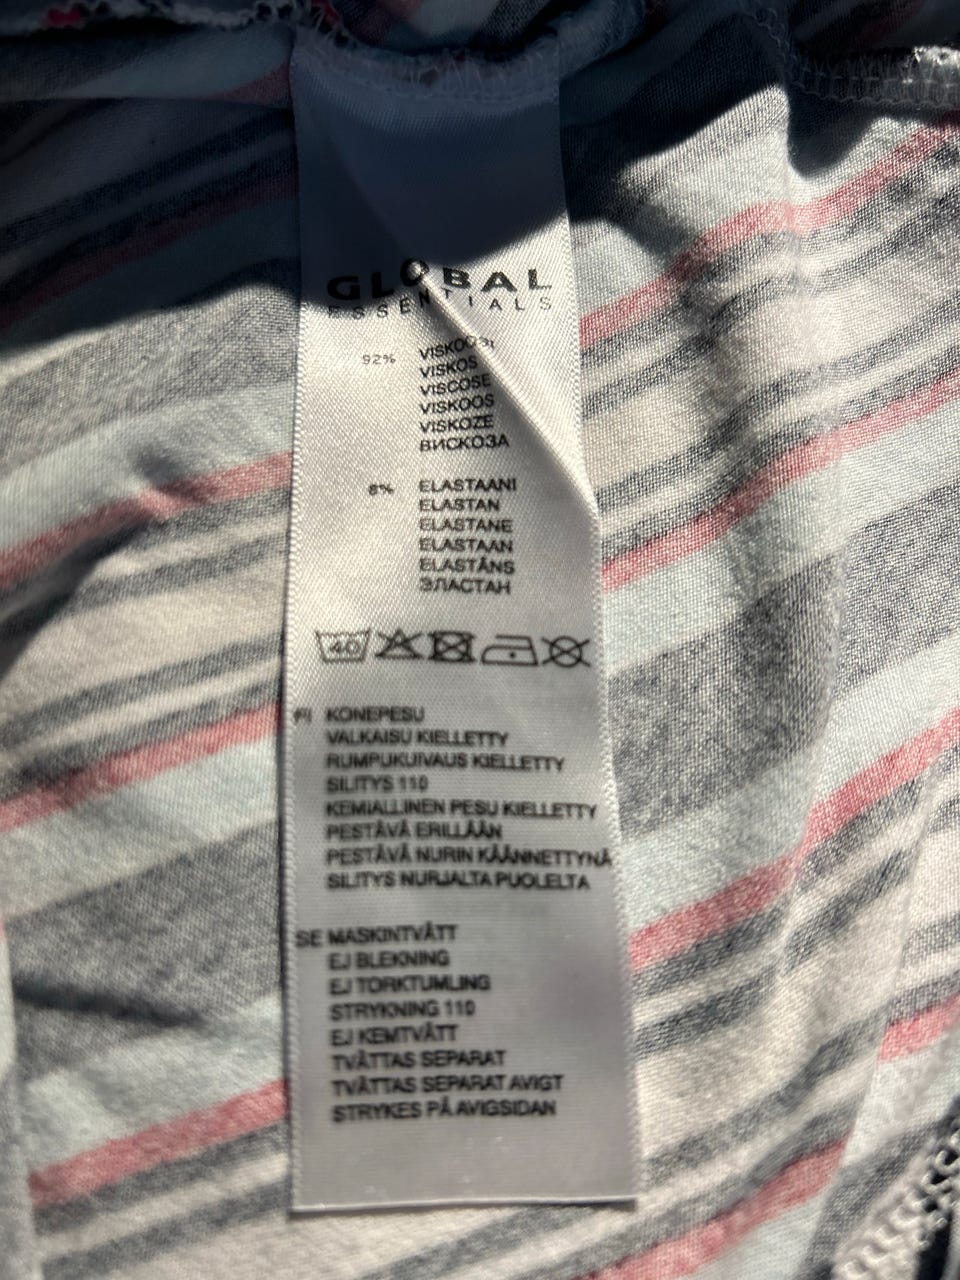 GLOBAL
ESSENTIALS
92% VISKOOSI
VISKOS
VISCOSE
VISKOOS
VISKOZE
ВИСКОЗА
8% ELASTAANI
ELASTAN
ELASTANE
ELASTAAN
ELASTĀNS
ЭЛАСТАН
40
FI KONEPESU
VALKAISU KIELLETTY
RUMPUKUIVAUS KIELLETTY
SILITYS 110
KEMIALLINEN PESU KIELLETTY
PESTÄVÄ ERILLÄÄN
PESTÄVÄ NURIN KÄÄNNETTYNÄ
SILITYS NURJALTA PUOLELTA
SE MASKINTVÄTT
EJ BLEKNING
EJ TORKTUMLING
STRYKNING 110
EJ KEMTVÄTT
TVÄTTAS SEPARAT
TVÄTTAS SEPARAT AVIGT
STRYKES PÅ AVIGSIDAN